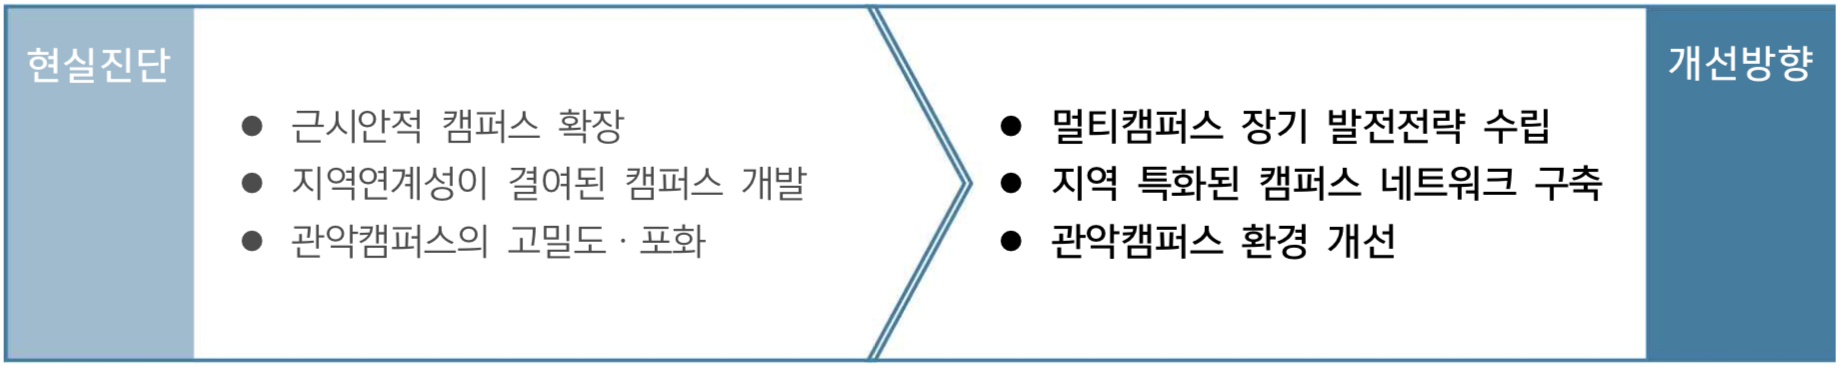 현실진단
● 근시안적 캠퍼스 확장
● 지역연계성이 결여된 캠퍼스 개발
● 관악캠퍼스의 고밀도 · 포화
● 멀티캠퍼스 장기 발전전략 수립
● 지역 특화된 캠퍼스 네트워크 구축
● 관악캠퍼스 환경 개선
개선방향